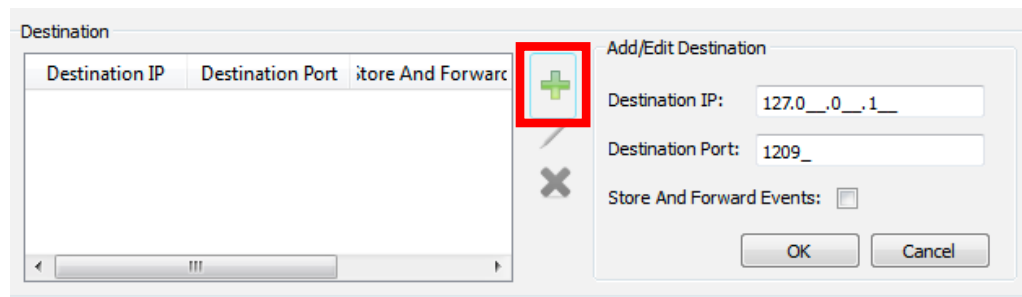 Destination
Destination IP Destination Port Store And Forward
Add/Edit Destination
Destination IP: 127.0__.0__.1__
Destination Port: 1209_
Store And Forward Events:
OK Cancel